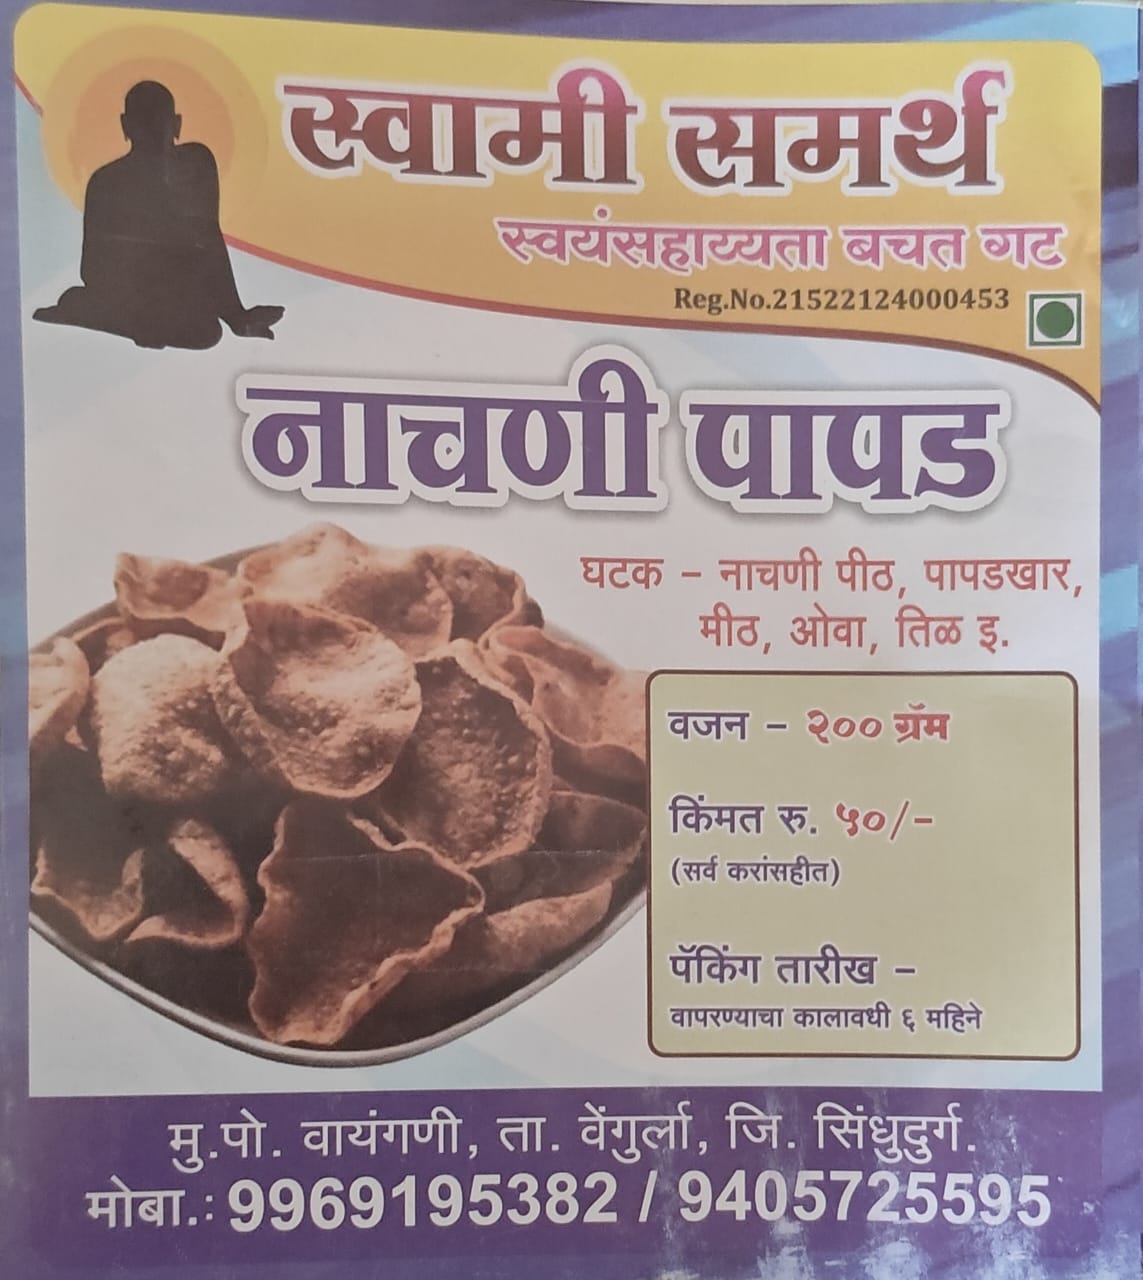 स्वामी समर्थ
स्वयंसहाय्यता बचत गट
Reg.No.21522124000453
नाचणी पापड
घटक – नाचणी पीठ, पापडखार,
मीठ, ओवा, तिळ इ.
वजन – २०० ग्रॅम
किंमत रु. ५०/-
(सर्व करांसहीत)
पॅकिंग तारीख –
वापरण्याचा कालावधी ६ महिने
मु.पो. वायंगणी, ता. वेंगुर्ला, जि. सिंधुदुर्ग.
मोबा.: 9969195382 / 9405725595